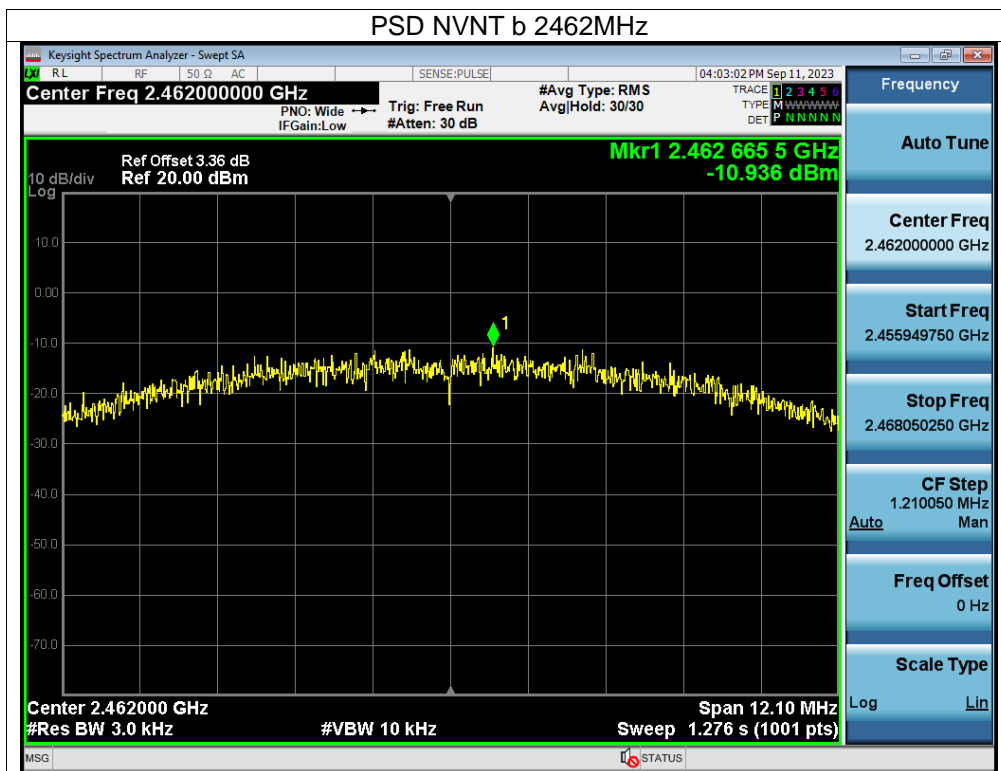 PSD NVNT b 2462MHz
Keysight Spectrum Analyzer - Swept SA
LXI RL RF 50 Ω AC SENSE:PULSE 04:03:02 PM Sep 11, 2023
Center Freq 2.462000000 GHz
PNO: Wide
IFGain:Low
Trig: Free Run
#Atten: 30 dB
#Avg Type: RMS
Avg|Hold: 30/30
TRACE 1 2 3 4 5 6
TYPE M WWWWW
DET P N N N N N
Ref Offset 3.36 dB
Ref 20.00 dBm
10 dB/div
Log
Mkr1 2.462 665 5 GHz
-10.936 dBm
1
10.0
0.00
-10.0
-20.0
-30.0
-40.0
-50.0
-60.0
-70.0
Center 2.462000 GHz
Span 12.10 MHz
#Res BW 3.0 kHz #VBW 10 kHz Sweep 1.276 s (1001 pts)
MSG STATUS
Frequency
Auto Tune
Center Freq
2.462000000 GHz
Start Freq
2.455949750 GHz
Stop Freq
2.468050250 GHz
CF Step
1.210050 MHz
Auto Man
Freq Offset
0 Hz
Scale Type
Log Lin